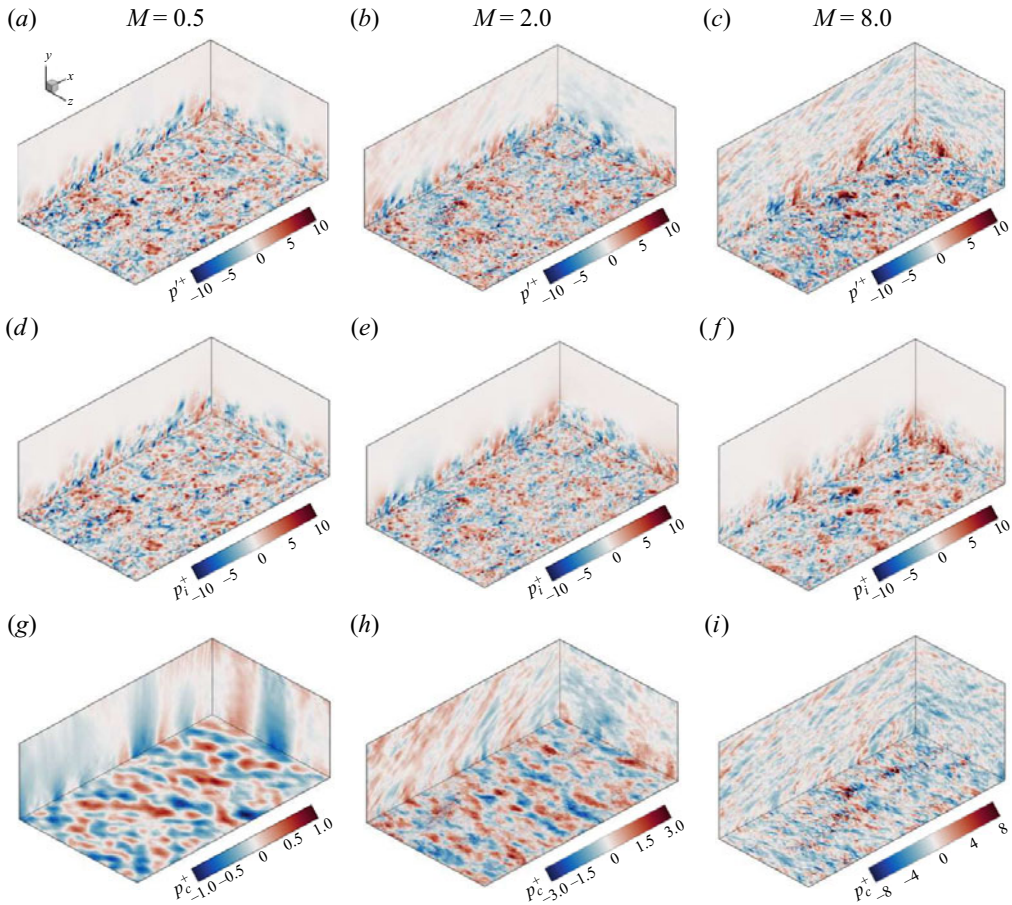 (a) M = 0.5 (b) M = 2.0 (c) M = 8.0
y
x
z
p′+ −10 −5 0 5 10
p′+ −10 −5 0 5 10
p′+ −10 −5 0 5 10
(d) (e) (f)
p_i^+ −10 −5 0 5 10
p_i^+ −10 −5 0 5 10
p_i^+ −10 −5 0 5 10
(g) (h) (i)
p_c^+ −1.0 −0.5 0 0.5 1.0
p_c^+ −3.0 −1.5 0 1.5 3.0
p_c^+ −8 −4 0 4 8